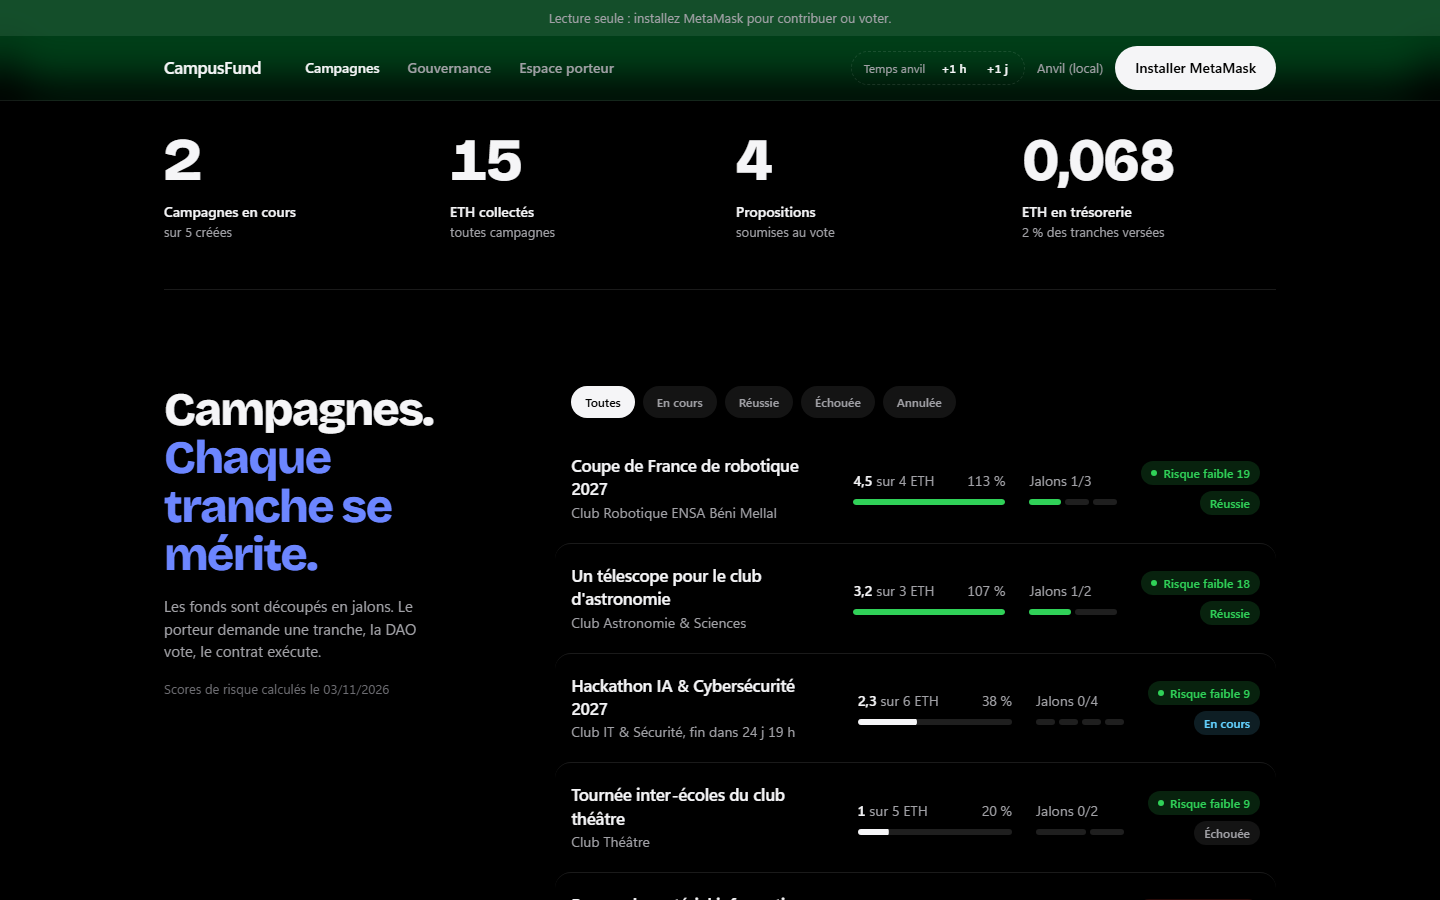 Lecture seule : installez MetaMask pour contribuer ou voter.
CampusFund
Campagnes
Gouvernance
Espace porteur
Temps anvil
+1 h
+1 j
Anvil (local)
Installer MetaMask
2
Campagnes en cours
sur 5 créées
15
ETH collectés
toutes campagnes
4
Propositions
soumises au vote
0,068
ETH en trésorerie
2 % des tranches versées
Campagnes.
Chaque
tranche se
mérite.
Les fonds sont découpés en jalons. Le
porteur demande une tranche, la DAO
vote, le contrat exécute.
Scores de risque calculés le 03/11/2026
Toutes
En cours
Réussie
Échouée
Annulée
Coupe de France de robotique
2027
Club Robotique ENSA Béni Mellal
4,5 sur 4 ETH
113 %
Jalons 1/3
Risque faible 19
Réussie
Un télescope pour le club
d'astronomie
Club Astronomie & Sciences
3,2 sur 3 ETH
107 %
Jalons 1/2
Risque faible 18
Réussie
Hackathon IA & Cybersécurité
2027
Club IT & Sécurité, fin dans 24 j 19 h
2,3 sur 6 ETH
38 %
Jalons 0/4
Risque faible 9
En cours
Tournée inter-écoles du club
théâtre
Club Théâtre
1 sur 5 ETH
20 %
Jalons 0/2
Risque faible 9
Échouée